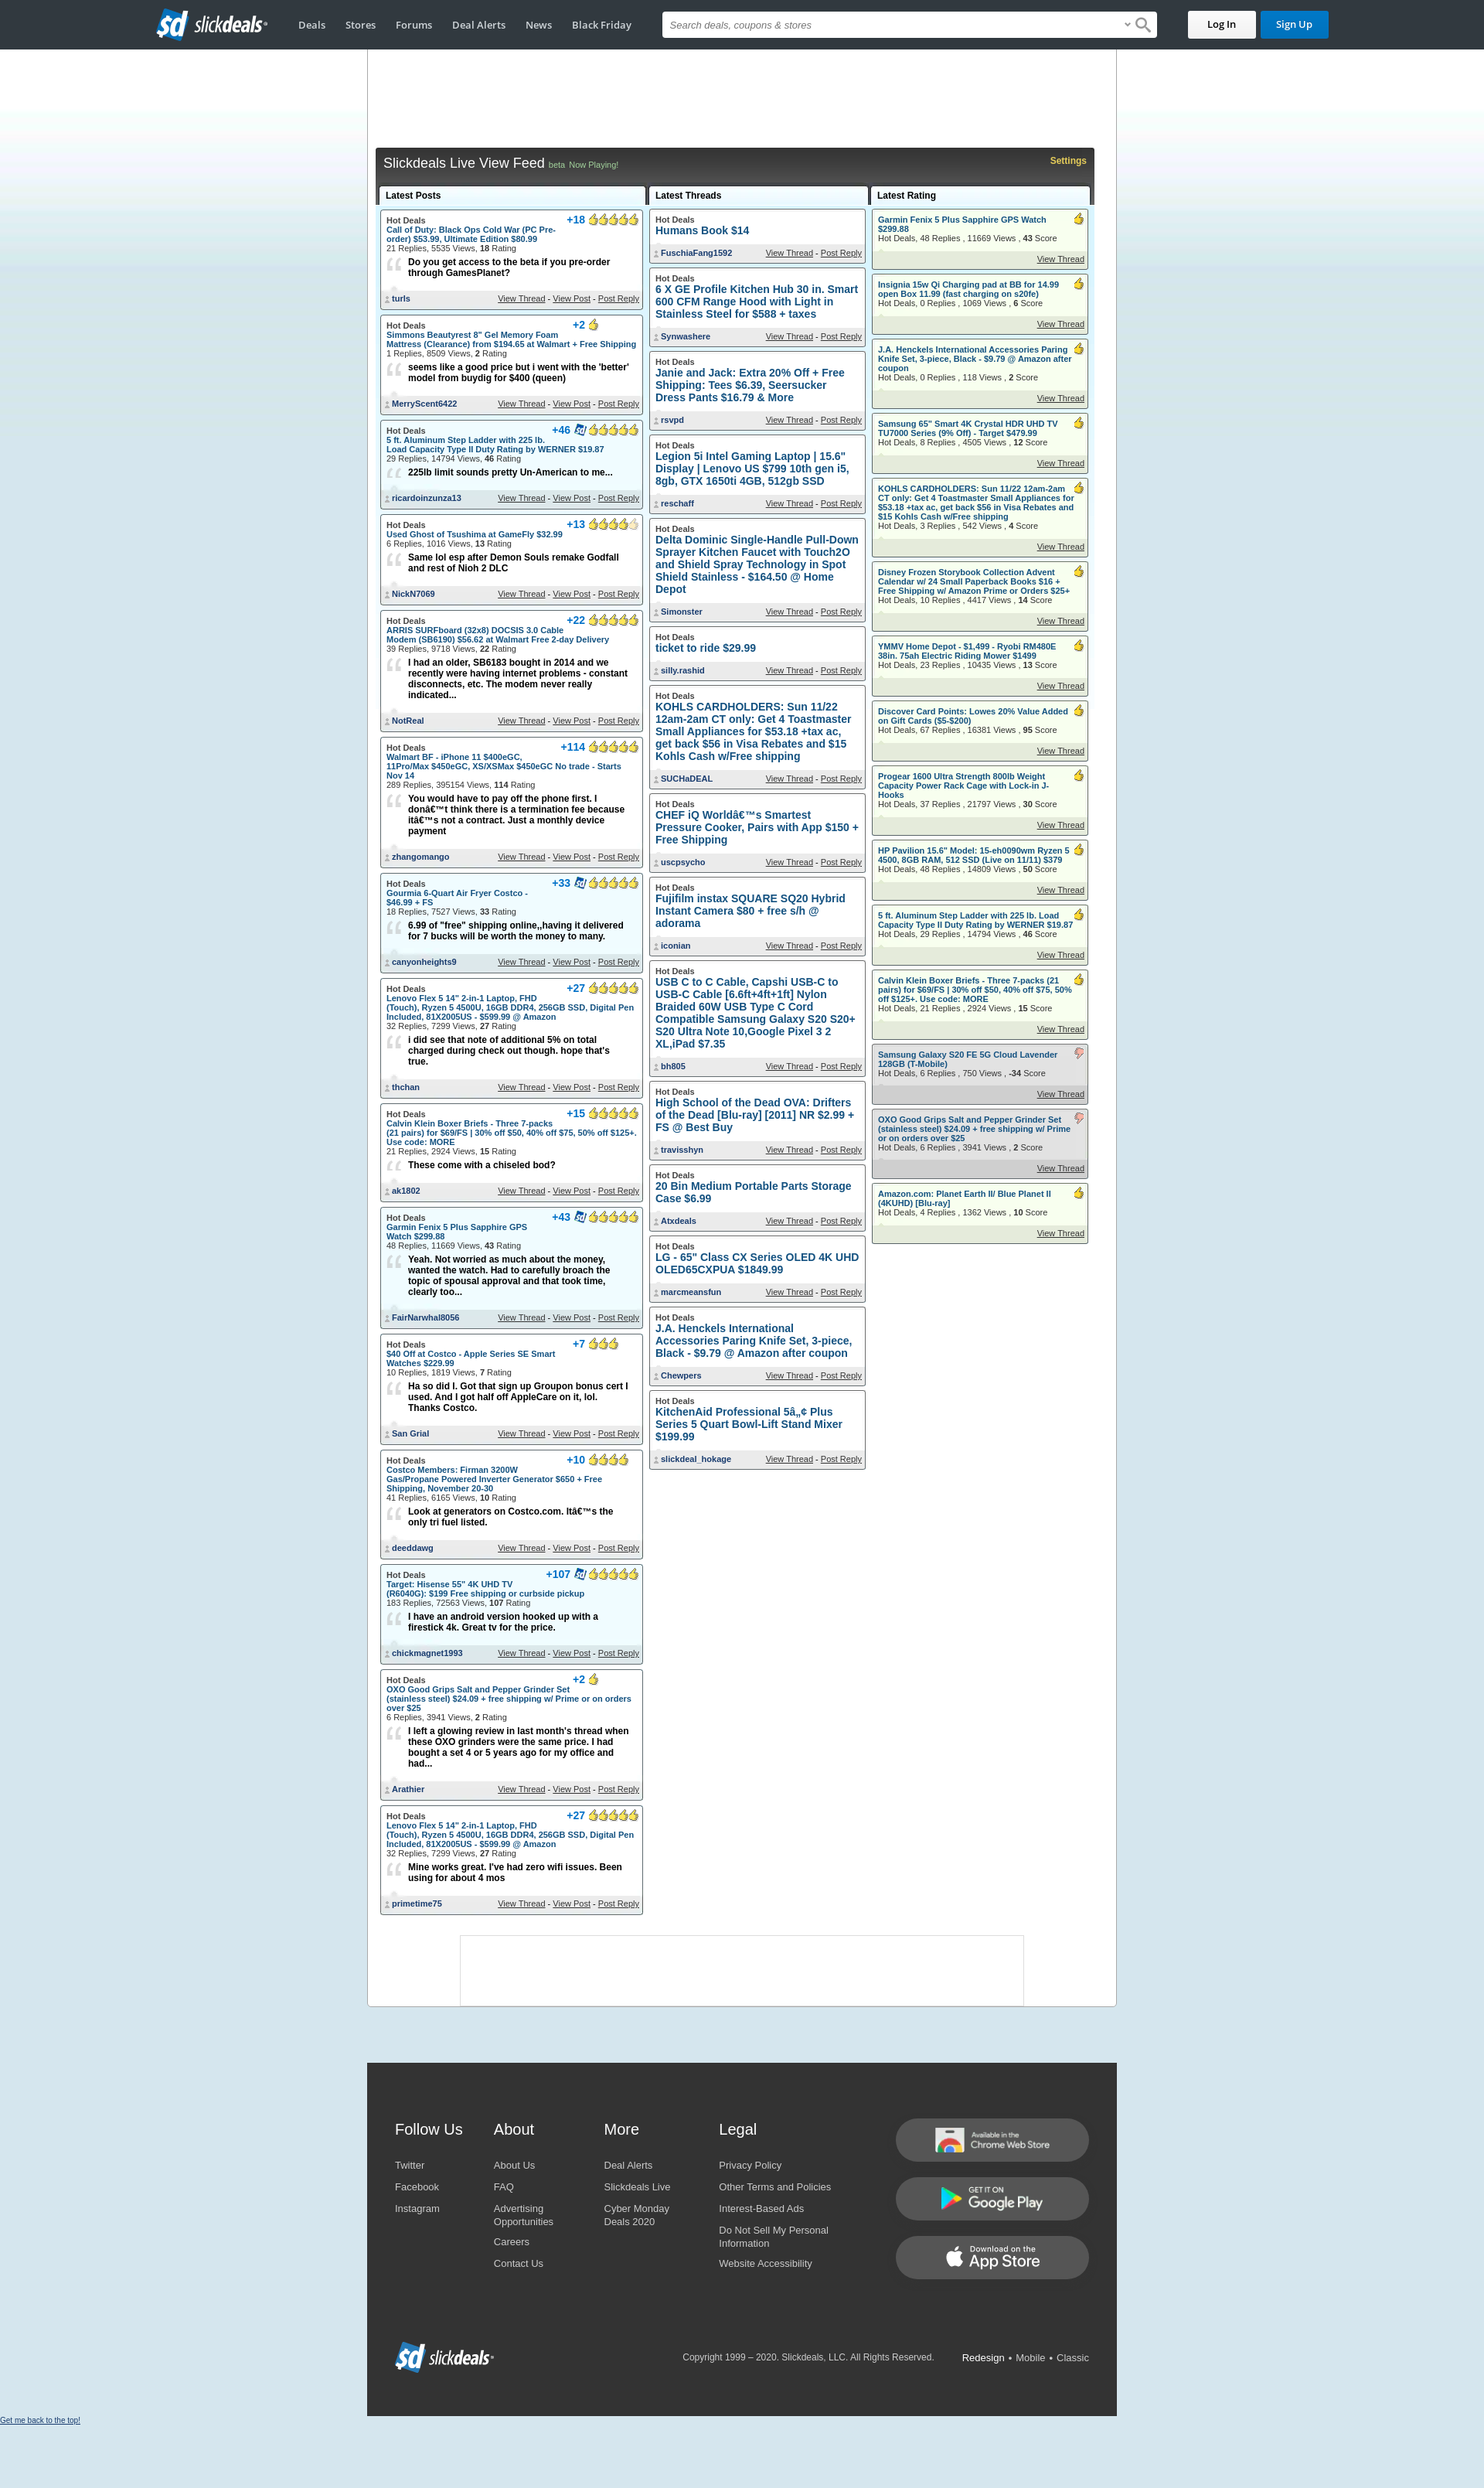 slickdeals
Deals Stores Forums Deal Alerts News Black Friday
Search deals, coupons & stores
Log In Sign Up
Slickdeals Live View Feed beta Now Playing!
Settings
Latest Posts
Hot Deals
+18
Call of Duty: Black Ops Cold War (PC Pre-
order) $53.99, Ultimate Edition $80.99
21 Replies, 5535 Views, 18 Rating
Do you get access to the beta if you pre-order
through GamesPlanet?
turls View Thread - View Post - Post Reply
Hot Deals
+2
Simmons Beautyrest 8" Gel Memory Foam
Mattress (Clearance) from $194.65 at Walmart + Free Shipping
1 Replies, 8509 Views, 2 Rating
seems like a good price but i went with the 'better'
model from buydig for $400 (queen)
MerryScent6422 View Thread - View Post - Post Reply
Hot Deals
+46
5 ft. Aluminum Step Ladder with 225 lb.
Load Capacity Type II Duty Rating by WERNER $19.87
29 Replies, 14794 Views, 46 Rating
225lb limit sounds pretty Un-American to me...
ricardoinzunza13 View Thread - View Post - Post Reply
Hot Deals
+13
Used Ghost of Tsushima at GameFly $32.99
6 Replies, 1016 Views, 13 Rating
Same lol esp after Demon Souls remake Godfall
and rest of Nioh 2 DLC
NickN7069 View Thread - View Post - Post Reply
Hot Deals
+22
ARRIS SURFboard (32x8) DOCSIS 3.0 Cable
Modem (SB6190) $56.62 at Walmart Free 2-day Delivery
39 Replies, 9718 Views, 22 Rating
I had an older, SB6183 bought in 2014 and we
recently were having internet problems - constant
disconnects, etc. The modem never really
indicated...
NotReal View Thread - View Post - Post Reply
Hot Deals
+114
Walmart BF - iPhone 11 $400eGC,
11Pro/Max $450eGC, XS/XSMax $450eGC No trade - Starts
Nov 14
289 Replies, 395154 Views, 114 Rating
You would have to pay off the phone first. I
donâ€™t think there is a termination fee because
itâ€™s not a contract. Just a monthly device
payment
zhangomango View Thread - View Post - Post Reply
Hot Deals
+33
Gourmia 6-Quart Air Fryer Costco -
$46.99 + FS
18 Replies, 7527 Views, 33 Rating
6.99 of "free" shipping online,,having it delivered
for 7 bucks will be worth the money to many.
canyonheights9 View Thread - View Post - Post Reply
Hot Deals
+27
Lenovo Flex 5 14" 2-in-1 Laptop, FHD
(Touch), Ryzen 5 4500U, 16GB DDR4, 256GB SSD, Digital Pen
Included, 81X2005US - $599.99 @ Amazon
32 Replies, 7299 Views, 27 Rating
i did see that note of additional 5% on total
charged during check out though. hope that's
true.
thchan View Thread - View Post - Post Reply
Hot Deals
+15
Calvin Klein Boxer Briefs - Three 7-packs
(21 pairs) for $69/FS | 30% off $50, 40% off $75, 50% off $125+.
Use code: MORE
21 Replies, 2924 Views, 15 Rating
These come with a chiseled bod?
ak1802 View Thread - View Post - Post Reply
Hot Deals
+43
Garmin Fenix 5 Plus Sapphire GPS
Watch $299.88
48 Replies, 11669 Views, 43 Rating
Yeah. Not worried as much about the money,
wanted the watch. Had to carefully broach the
topic of spousal approval and that took time,
clearly too...
FairNarwhal8056 View Thread - View Post - Post Reply
Hot Deals
+7
$40 Off at Costco - Apple Series SE Smart
Watches $229.99
10 Replies, 1819 Views, 7 Rating
Ha so did I. Got that sign up Groupon bonus cert I
used. And I got half off AppleCare on it, lol.
Thanks Costco.
San Grial View Thread - View Post - Post Reply
Hot Deals
+10
Costco Members: Firman 3200W
Gas/Propane Powered Inverter Generator $650 + Free
Shipping, November 20-30
41 Replies, 6165 Views, 10 Rating
Look at generators on Costco.com. Itâ€™s the
only tri fuel listed.
deeddawg View Thread - View Post - Post Reply
Hot Deals
+107
Target: Hisense 55" 4K UHD TV
(R6040G): $199 Free shipping or curbside pickup
183 Replies, 72563 Views, 107 Rating
I have an android version hooked up with a
firestick 4k. Great tv for the price.
chickmagnet1993 View Thread - View Post - Post Reply
Hot Deals
+2
OXO Good Grips Salt and Pepper Grinder Set
(stainless steel) $24.09 + free shipping w/ Prime or on orders
over $25
6 Replies, 3941 Views, 2 Rating
I left a glowing review in last month's thread when
these OXO grinders were the same price. I had
bought a set 4 or 5 years ago for my office and
had...
Arathier View Thread - View Post - Post Reply
Hot Deals
+27
Lenovo Flex 5 14" 2-in-1 Laptop, FHD
(Touch), Ryzen 5 4500U, 16GB DDR4, 256GB SSD, Digital Pen
Included, 81X2005US - $599.99 @ Amazon
32 Replies, 7299 Views, 27 Rating
Mine works great. I've had zero wifi issues. Been
using for about 4 mos
primetime75 View Thread - View Post - Post Reply
Latest Threads
Hot Deals
Humans Book $14
FuschiaFang1592 View Thread - Post Reply
Hot Deals
6 X GE Profile Kitchen Hub 30 in. Smart
600 CFM Range Hood with Light in
Stainless Steel for $588 + taxes
Synwashere View Thread - Post Reply
Hot Deals
Janie and Jack: Extra 20% Off + Free
Shipping: Tees $6.39, Seersucker
Dress Pants $16.79 & More
rsvpd View Thread - Post Reply
Hot Deals
Legion 5i Intel Gaming Laptop | 15.6"
Display | Lenovo US $799 10th gen i5,
8gb, GTX 1650ti 4GB, 512gb SSD
reschaff View Thread - Post Reply
Hot Deals
Delta Dominic Single-Handle Pull-Down
Sprayer Kitchen Faucet with Touch2O
and Shield Spray Technology in Spot
Shield Stainless - $164.50 @ Home
Depot
Simonster View Thread - Post Reply
Hot Deals
ticket to ride $29.99
silly.rashid View Thread - Post Reply
Hot Deals
KOHLS CARDHOLDERS: Sun 11/22
12am-2am CT only: Get 4 Toastmaster
Small Appliances for $53.18 +tax ac,
get back $56 in Visa Rebates and $15
Kohls Cash w/Free shipping
SUCHaDEAL View Thread - Post Reply
Hot Deals
CHEF iQ Worldâ€™s Smartest
Pressure Cooker, Pairs with App $150 +
Free Shipping
uscpsycho View Thread - Post Reply
Hot Deals
Fujifilm instax SQUARE SQ20 Hybrid
Instant Camera $80 + free s/h @
adorama
iconian View Thread - Post Reply
Hot Deals
USB C to C Cable, Capshi USB-C to
USB-C Cable [6.6ft+4ft+1ft] Nylon
Braided 60W USB Type C Cord
Compatible Samsung Galaxy S20 S20+
S20 Ultra Note 10,Google Pixel 3 2
XL,iPad $7.35
bh805 View Thread - Post Reply
Hot Deals
High School of the Dead OVA: Drifters
of the Dead [Blu-ray] [2011] NR $2.99 +
FS @ Best Buy
travisshyn View Thread - Post Reply
Hot Deals
20 Bin Medium Portable Parts Storage
Case $6.99
Atxdeals View Thread - Post Reply
Hot Deals
LG - 65" Class CX Series OLED 4K UHD
OLED65CXPUA $1849.99
marcmeansfun View Thread - Post Reply
Hot Deals
J.A. Henckels International
Accessories Paring Knife Set, 3-piece,
Black - $9.79 @ Amazon after coupon
Chewpers View Thread - Post Reply
Hot Deals
KitchenAid Professional 5â„¢ Plus
Series 5 Quart Bowl-Lift Stand Mixer
$199.99
slickdeal_hokage View Thread - Post Reply
Latest Rating
Garmin Fenix 5 Plus Sapphire GPS Watch
$299.88
Hot Deals, 48 Replies , 11669 Views , 43 Score
View Thread
Insignia 15w Qi Charging pad at BB for 14.99
open Box 11.99 (fast charging on s20fe)
Hot Deals, 0 Replies , 1069 Views , 6 Score
View Thread
J.A. Henckels International Accessories Paring
Knife Set, 3-piece, Black - $9.79 @ Amazon after
coupon
Hot Deals, 0 Replies , 118 Views , 2 Score
View Thread
Samsung 65" Smart 4K Crystal HDR UHD TV
TU7000 Series (9% Off) - Target $479.99
Hot Deals, 8 Replies , 4505 Views , 12 Score
View Thread
KOHLS CARDHOLDERS: Sun 11/22 12am-2am
CT only: Get 4 Toastmaster Small Appliances for
$53.18 +tax ac, get back $56 in Visa Rebates and
$15 Kohls Cash w/Free shipping
Hot Deals, 3 Replies , 542 Views , 4 Score
View Thread
Disney Frozen Storybook Collection Advent
Calendar w/ 24 Small Paperback Books $16 +
Free Shipping w/ Amazon Prime or Orders $25+
Hot Deals, 10 Replies , 4417 Views , 14 Score
View Thread
YMMV Home Depot - $1,499 - Ryobi RM480E
38in. 75ah Electric Riding Mower $1499
Hot Deals, 23 Replies , 10435 Views , 13 Score
View Thread
Discover Card Points: Lowes 20% Value Added
on Gift Cards ($5-$200)
Hot Deals, 67 Replies , 16381 Views , 95 Score
View Thread
Progear 1600 Ultra Strength 800lb Weight
Capacity Power Rack Cage with Lock-in J-
Hooks
Hot Deals, 37 Replies , 21797 Views , 30 Score
View Thread
HP Pavilion 15.6" Model: 15-eh0090wm Ryzen 5
4500, 8GB RAM, 512 SSD (Live on 11/11) $379
Hot Deals, 48 Replies , 14809 Views , 50 Score
View Thread
5 ft. Aluminum Step Ladder with 225 lb. Load
Capacity Type II Duty Rating by WERNER $19.87
Hot Deals, 29 Replies , 14794 Views , 46 Score
View Thread
Calvin Klein Boxer Briefs - Three 7-packs (21
pairs) for $69/FS | 30% off $50, 40% off $75, 50%
off $125+. Use code: MORE
Hot Deals, 21 Replies , 2924 Views , 15 Score
View Thread
Samsung Galaxy S20 FE 5G Cloud Lavender
128GB (T-Mobile)
Hot Deals, 6 Replies , 750 Views , -34 Score
View Thread
OXO Good Grips Salt and Pepper Grinder Set
(stainless steel) $24.09 + free shipping w/ Prime
or on orders over $25
Hot Deals, 6 Replies , 3941 Views , 2 Score
View Thread
Amazon.com: Planet Earth II/ Blue Planet II
(4KUHD) [Blu-ray]
Hot Deals, 4 Replies , 1362 Views , 10 Score
View Thread
Follow Us
Twitter
Facebook
Instagram
About
About Us
FAQ
Advertising
Opportunities
Careers
Contact Us
More
Deal Alerts
Slickdeals Live
Cyber Monday
Deals 2020
Legal
Privacy Policy
Other Terms and Policies
Interest-Based Ads
Do Not Sell My Personal
Information
Website Accessibility
Available in the
Chrome Web Store
GET IT ON
Google Play
Download on the
App Store
slickdeals
Copyright 1999 – 2020. Slickdeals, LLC. All Rights Reserved.
Redesign • Mobile • Classic
Get me back to the top!